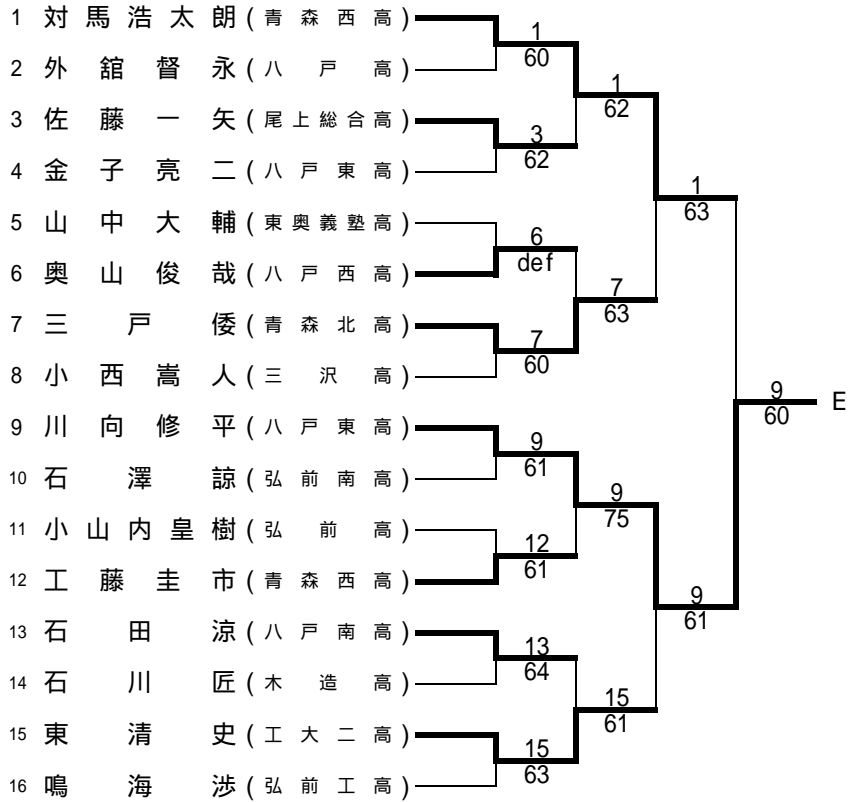 1 対馬浩太朗(青森西高)
2 外舘督永(八戸高)
3 佐藤一矢(尾上総合高)
4 金子亮二(八戸東高)
5 山中大輔(東奥義塾高)
6 奥山俊哉(八戸西高)
7 三戸倭(青森北高)
8 小西嵩人(三沢高)
9 川向修平(八戸東高)
10 石澤諒(弘前南高)
11 小山内皇樹(弘前高)
12 工藤圭市(青森西高)
13 石田涼(八戸南高)
14 石川匠(木造高)
15 東清史(工大二高)
16 鳴海渉(弘前工高)
1
60
3
62
6
def
7
60
9
61
12
61
13
64
15
63
1
62
7
63
9
75
15
61
1
63
9
61
9
60
E